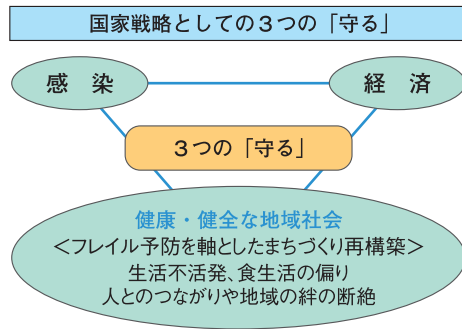 国家戦略としての３つの「守る」
感 染
経 済
３つの「守る」
健康・健全な地域社会
＜フレイル予防を軸としたまちづくり再構築＞
生活不活発、食生活の偏り
人とのつながりや地域の絆の断絶